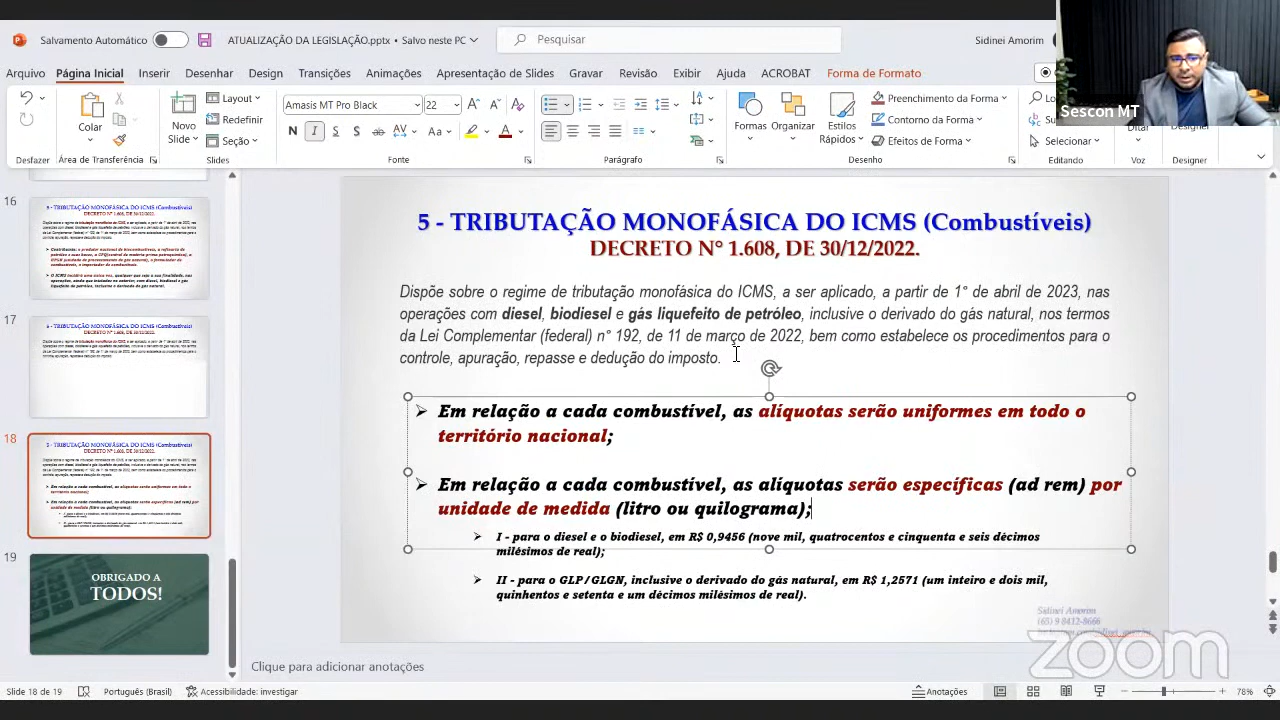 Salvamento Automático
ATUALIZAÇÃO DA LEGISLAÇÃO.pptx • Salvo neste PC
Pesquisar
Sidinei Amorim
Arquivo Página Inicial Inserir Desenhar Design Transições Animações Apresentação de Slides Gravar Revisão Exibir Ajuda ACROBAT Forma de Formato
Sescon MT
Colar
Novo Slide
Layout
Redefinir
Seção
Amasis MT Pro Black
22
Formas
Organizar
Estilos Rápidos
Preenchimento da Forma
Contorno da Forma
Efeitos de Forma
Selecionar
Ditar
Designer
Desfazer
Área de Transferência
Slides
Fonte
Parágrafo
Desenho
Editando
Voz
Designer
16
17
18
19
OBRIGADO A
TODOS!
5 - TRIBUTAÇÃO MONOFÁSICA DO ICMS (Combustíveis)
DECRETO N° 1.608, DE 30/12/2022.
Dispõe sobre o regime de tributação monofásica do ICMS, a ser aplicado, a partir de 1° de abril de 2023, nas
operações com diesel, biodiesel e gás liquefeito de petróleo, inclusive o derivado do gás natural, nos termos
da Lei Complementar (federal) n° 192, de 11 de março de 2022, bem como estabelece os procedimentos para o
controle, apuração, repasse e dedução do imposto.
Em relação a cada combustível, as alíquotas serão uniformes em todo o
território nacional;
Em relação a cada combustível, as alíquotas serão específicas (ad rem) por
unidade de medida (litro ou quilograma);
I - para o diesel e o biodiesel, em R$ 0,9456 (nove mil, quatrocentos e cinquenta e seis décimos
milésimos de real);
II - para o GLP/GLGN, inclusive o derivado do gás natural, em R$ 1,2571 (um inteiro e dois mil,
quinhentos e setenta e um décimos milésimos de real).
Sidinei Amorim
(65) 9 8412-8666
zoom
Clique para adicionar anotações
Slide 18 de 19
Português (Brasil)
Acessibilidade: investigar
Anotações
78%